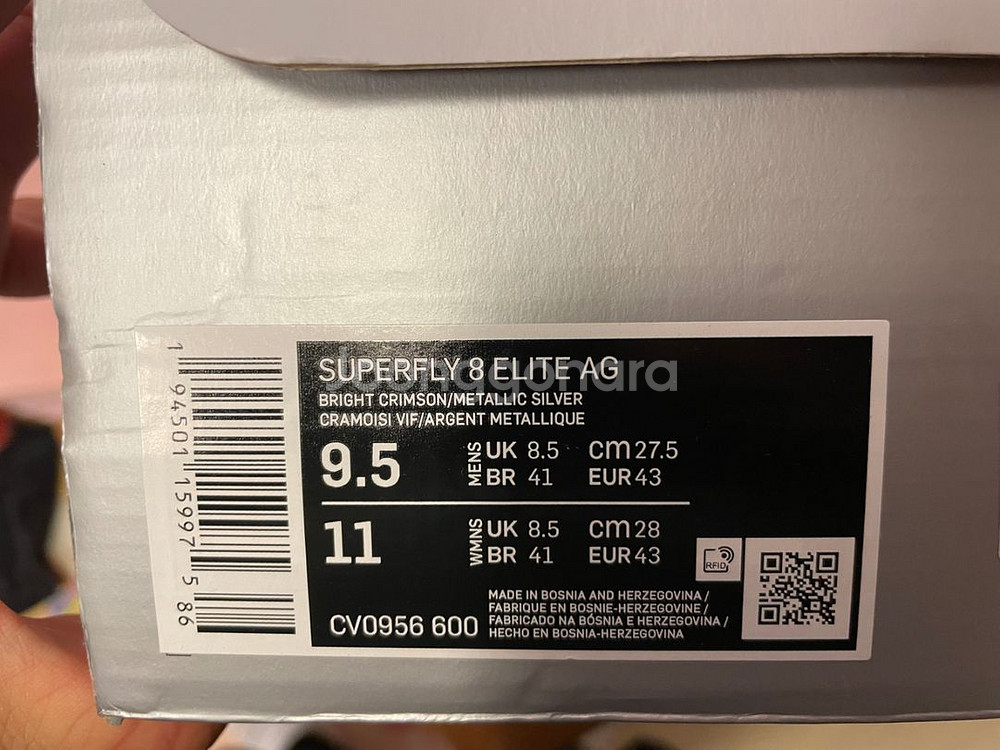 SUPERFLY 8 ELITE AG
joonggonara
BRIGHT CRIMSON/METALLIC SILVER
CRAMOISI VIF/ARGENT METALLIQUE
9.5 MENS UK 8.5 CM 27.5
BR 41 EUR 43
11 WMNS UK 8.5 CM 28
BR 41 EUR 43
RFID
CV0956 600
MADE IN BOSNIA AND HERZEGOVINA /
FABRIQUE EN BOSNIE-HERZEGOVINE /
FABRICADO NA BÓSNIA E HERZEGOVINA /
HECHO EN BOSNIA-HERZEGOVINA
1 94501 15997 5 86